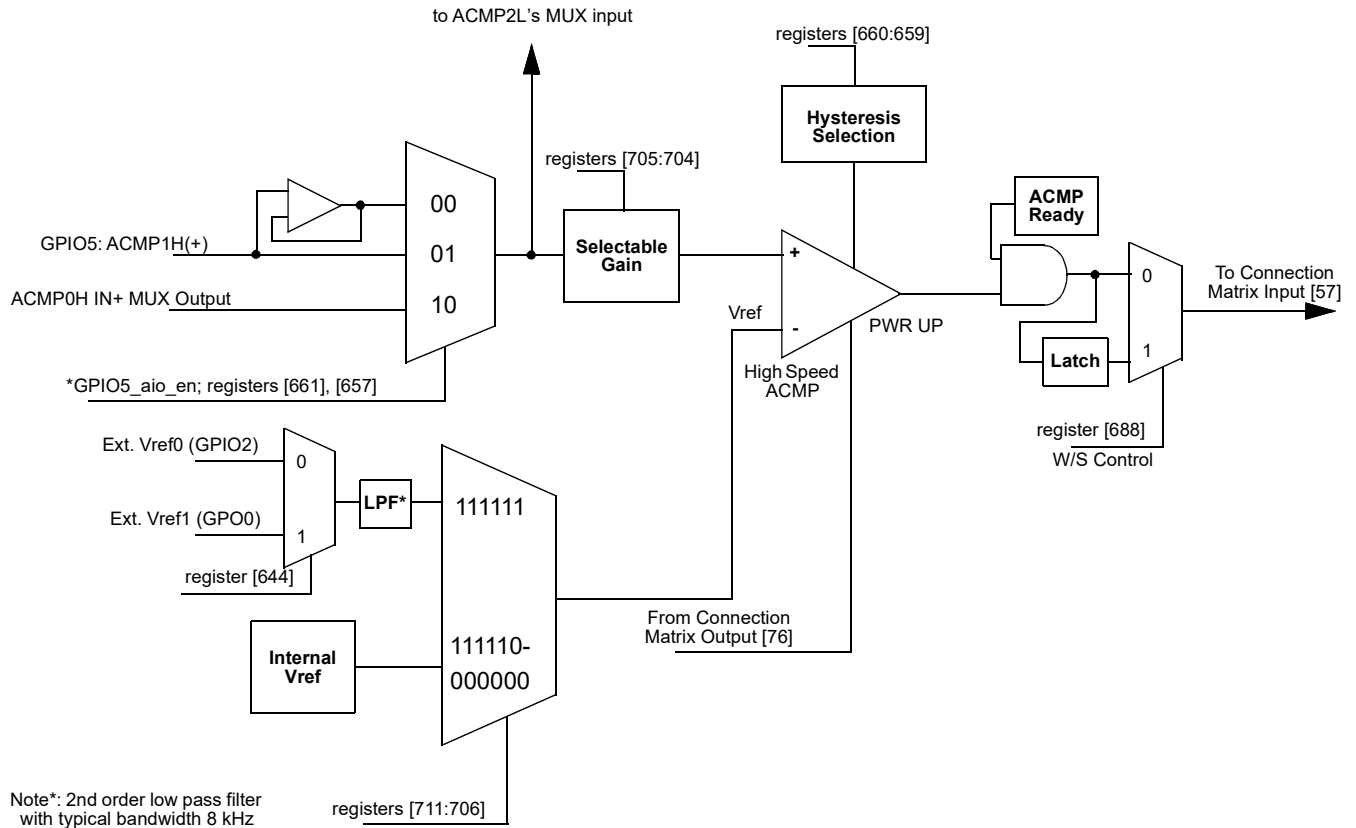 to ACMP2L's MUX input
registers [660:659]
Hysteresis
Selection
registers [705:704]
ACMP
Ready
00
GPIO5: ACMP1H(+)
01
Selectable
Gain
+
ACMP0H IN+ MUX Output
10
0
To Connection
Matrix Input [57]
Vref
-
PWR UP
High Speed
ACMP
Latch
1
*GPIO5_aio_en; registers [661], [657]
register [688]
W/S Control
Ext. Vref0 (GPIO2)
0
LPF*
111111
Ext. Vref1 (GPO0)
1
register [644]
From Connection
Matrix Output [76]
Internal
Vref
111110-
000000
Note*: 2nd order low pass filter
with typical bandwidth 8 kHz
registers [711:706]